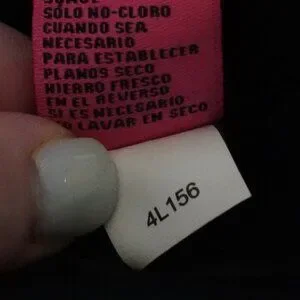 SUAVE
SOLO NO-CLORO
CUANDO SEA
NECESARIO
PARA ESTABLECER
PLANOS SECO
HIERRO FRESCO
EN EL REVERSO
SI ES NECESARIO
LAVAR EN SECO
4L156